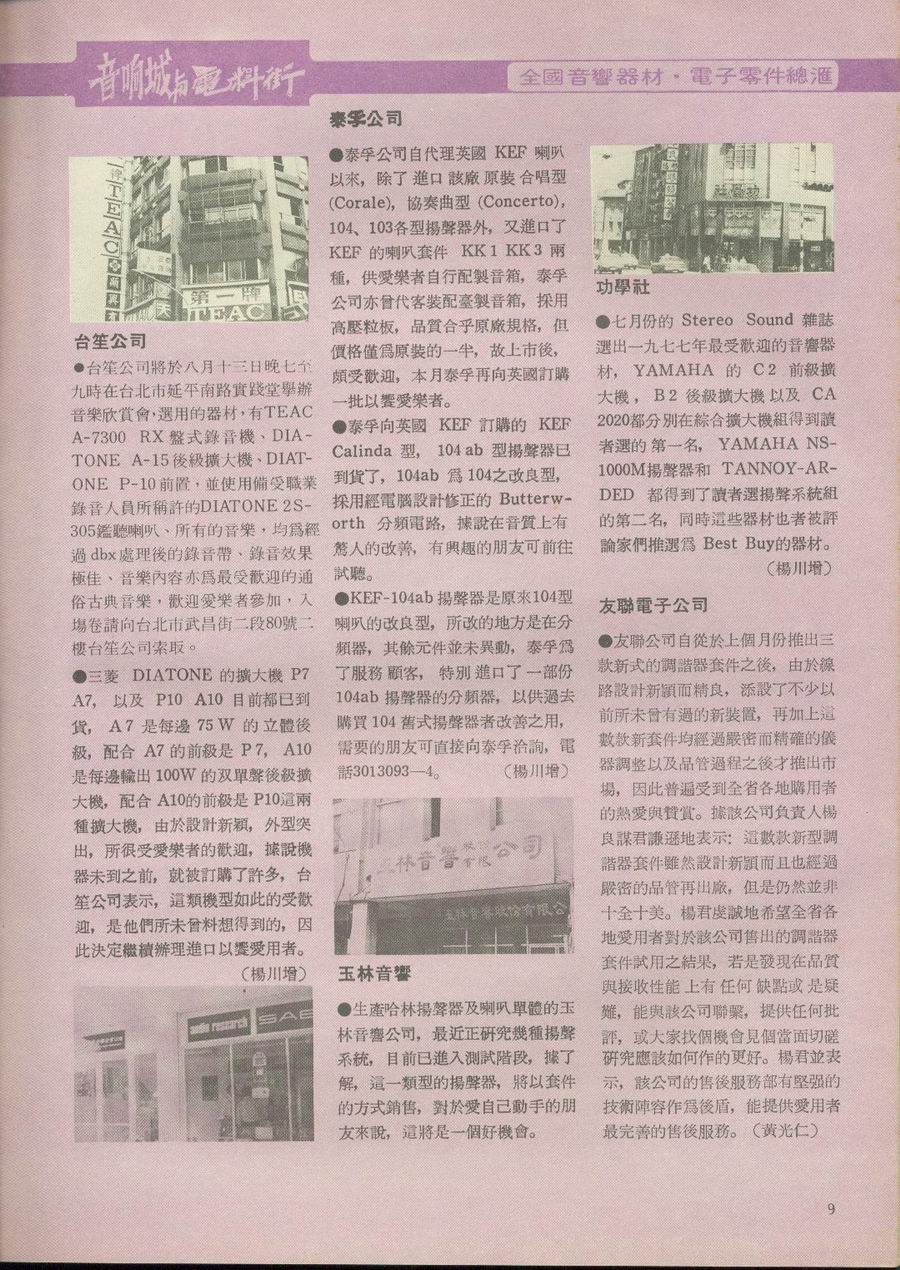 音响城与電料街
全國音響器材・電子零件總滙
TEAC
第一牌
TEAC
台笙公司
●台笙公司將於八月十三日晚七至
九時在台北市延平南路實踐堂舉辦
音樂欣賞會,選用的器材,有TEAC
A-7300 RX 盤式錄音機、DIA-
TONE A-15後級擴大機、DIAT-
ONE P-10前置,並使用備受職業
錄音人員所稱許的DIATONE 2S-
305鑑聽喇叭、所有的音樂,均爲經
過 dbx 處理後的錄音帶、錄音效果
極佳、音樂內容亦爲最受歡迎的通
俗古典音樂,歡迎愛樂者參加,入
場卷請向台北市武昌街二段80號二
樓台笙公司索取。
●三菱 DIATONE 的擴大機 P7
A7, 以及 P10 A10 目前都已到
貨, A7 是每邊 75W 的立體後
級,配合 A7 的前級是 P7, A10
是每邊輸出 100W 的双單聲後級擴
大機,配合 A10的前級是 P10這兩
種擴大機,由於設計新穎,外型突
出,所很受愛樂者的歡迎,據說機
器未到之前,就被訂購了許多,台
笙公司表示,這類機型如此的受歡
迎,是他們所未曾料想得到的,因
此決定繼續辦理進口以饗愛用者。
(楊川增)
audio research
SAE
泰孚公司
●泰孚公司自代理英國 KEF 喇叭
以來,除了進口該廠原裝合唱型
(Corale),協奏曲型 (Concerto),
104、103各型揚聲器外,又進口了
KEF 的喇叭套件 KK1 KK3 兩
種,供愛樂者自行配製音箱,泰孚
公司亦曾代客裝配臺製音箱,採用
高壓粒板,品質合乎原廠規格,但
價格僅爲原裝的一半,故上市後,
頗受歡迎,本月泰孚再向英國訂購
一批以饗愛樂者。
●泰孚向英國 KEF 訂購的 KEF
Calinda 型, 104ab 型揚聲器已
到貨了,104ab 爲104之改良型,
採用經電腦設計修正的 Butterw-
orth 分頻電路,據說在音質上有
驚人的改善,有興趣的朋友可前往
試聽。
●KEF-104ab 揚聲器是原來104型
喇叭的改良型,所改的地方是在分
頻器,其餘元件並未異動,泰孚爲
了服務顧客,特別進口了一部份
104ab 揚聲器的分頻器,以供過去
購買 104 舊式揚聲器者改善之用,
需要的朋友可直接向泰孚洽詢,電
話3013093—4。 (楊川增)
玉林音響股份有限公司
玉林音響股份有限公
玉林音響
●生產哈林揚聲器及喇叭單體的玉
林音響公司,最近正研究幾種揚聲
系統,目前已進入測試階段,據了
解,這一類型的揚聲器,將以套件
的方式銷售,對於愛自己動手的朋
友來說,這將是一個好機會。
功學社
功學社
●七月份的 Stereo Sound 雜誌
選出一九七七年最受歡迎的音響器
材, YAMAHA 的 C2 前級擴
大機, B2 後級擴大機以及 CA
2020都分別在綜合擴大機組得到讀
者選的第一名, YAMAHA NS-
1000M揚聲器和 TANNOY-AR-
DED 都得到了讀者選揚聲系統組
的第二名,同時這些器材也者被評
論家們推選爲 Best Buy的器材。
(楊川增)
友聯電子公司
●友聯公司自從於上個月份推出三
款新式的調諧器套件之後,由於線
路設計新穎而精良,添設了不少以
前所未曾有過的新裝置,再加上這
數款新套件均經過嚴密而精確的儀
器調整以及品管過程之後才推出市
場,因此普遍受到全省各地購用者
的熱愛與贊賞。據該公司負責人楊
良謀君謙遜地表示:這數款新型調
諧器套件雖然設計新穎而且也經過
嚴密的品管再出廠,但是仍然並非
十全十美。楊君虔誠地希望全省各
地愛用者對於該公司售出的調諧器
套件試用之結果,若是發現在品質
與接收性能上有任何缺點或是疑
難,能與該公司聯繫,提供任何批
評,或大家找個機會見個當面切磋
研究應該如何作的更好。楊君並表
示,該公司的售後服務部有堅强的
技術陣容作爲後盾,能提供愛用者
最完善的售後服務。(黃光仁)
9